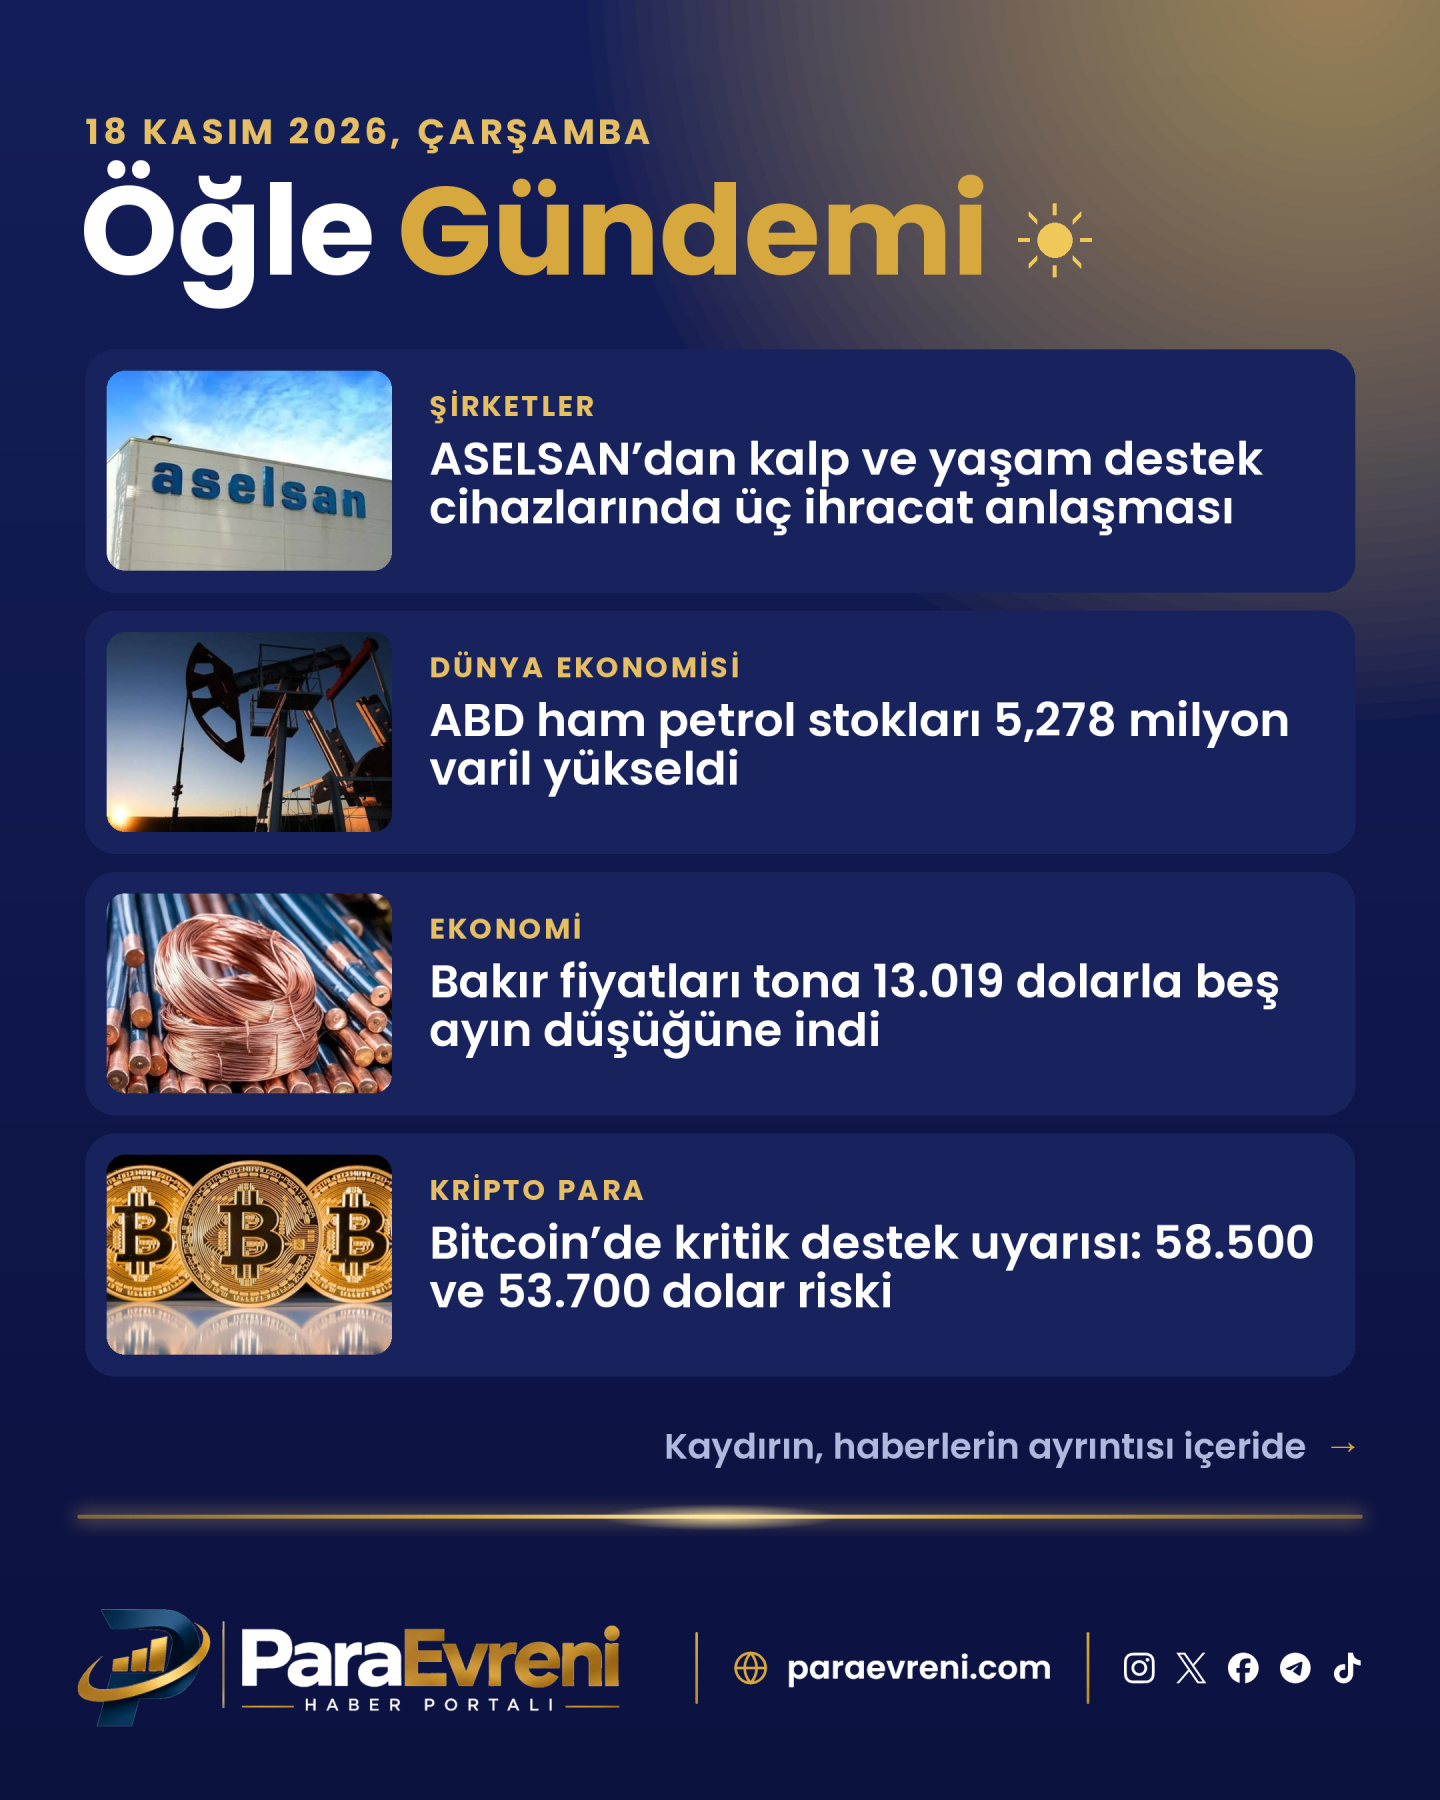 18 KASIM 2026, ÇARŞAMBA
Öğle Gündemi
aselsan
ŞİRKETLER
ASELSAN’dan kalp ve yaşam destek
cihazlarında üç ihracat anlaşması
DÜNYA EKONOMİSİ
ABD ham petrol stokları 5,278 milyon
varil yükseldi
EKONOMİ
Bakır fiyatları tona 13.019 dolarla beş
ayın düşüğüne indi
KRİPTO PARA
Bitcoin’de kritik destek uyarısı: 58.500
ve 53.700 dolar riski
Kaydırın, haberlerin ayrıntısı içeride →
ParaEvreni
HABER PORTALI
paraevreni.com